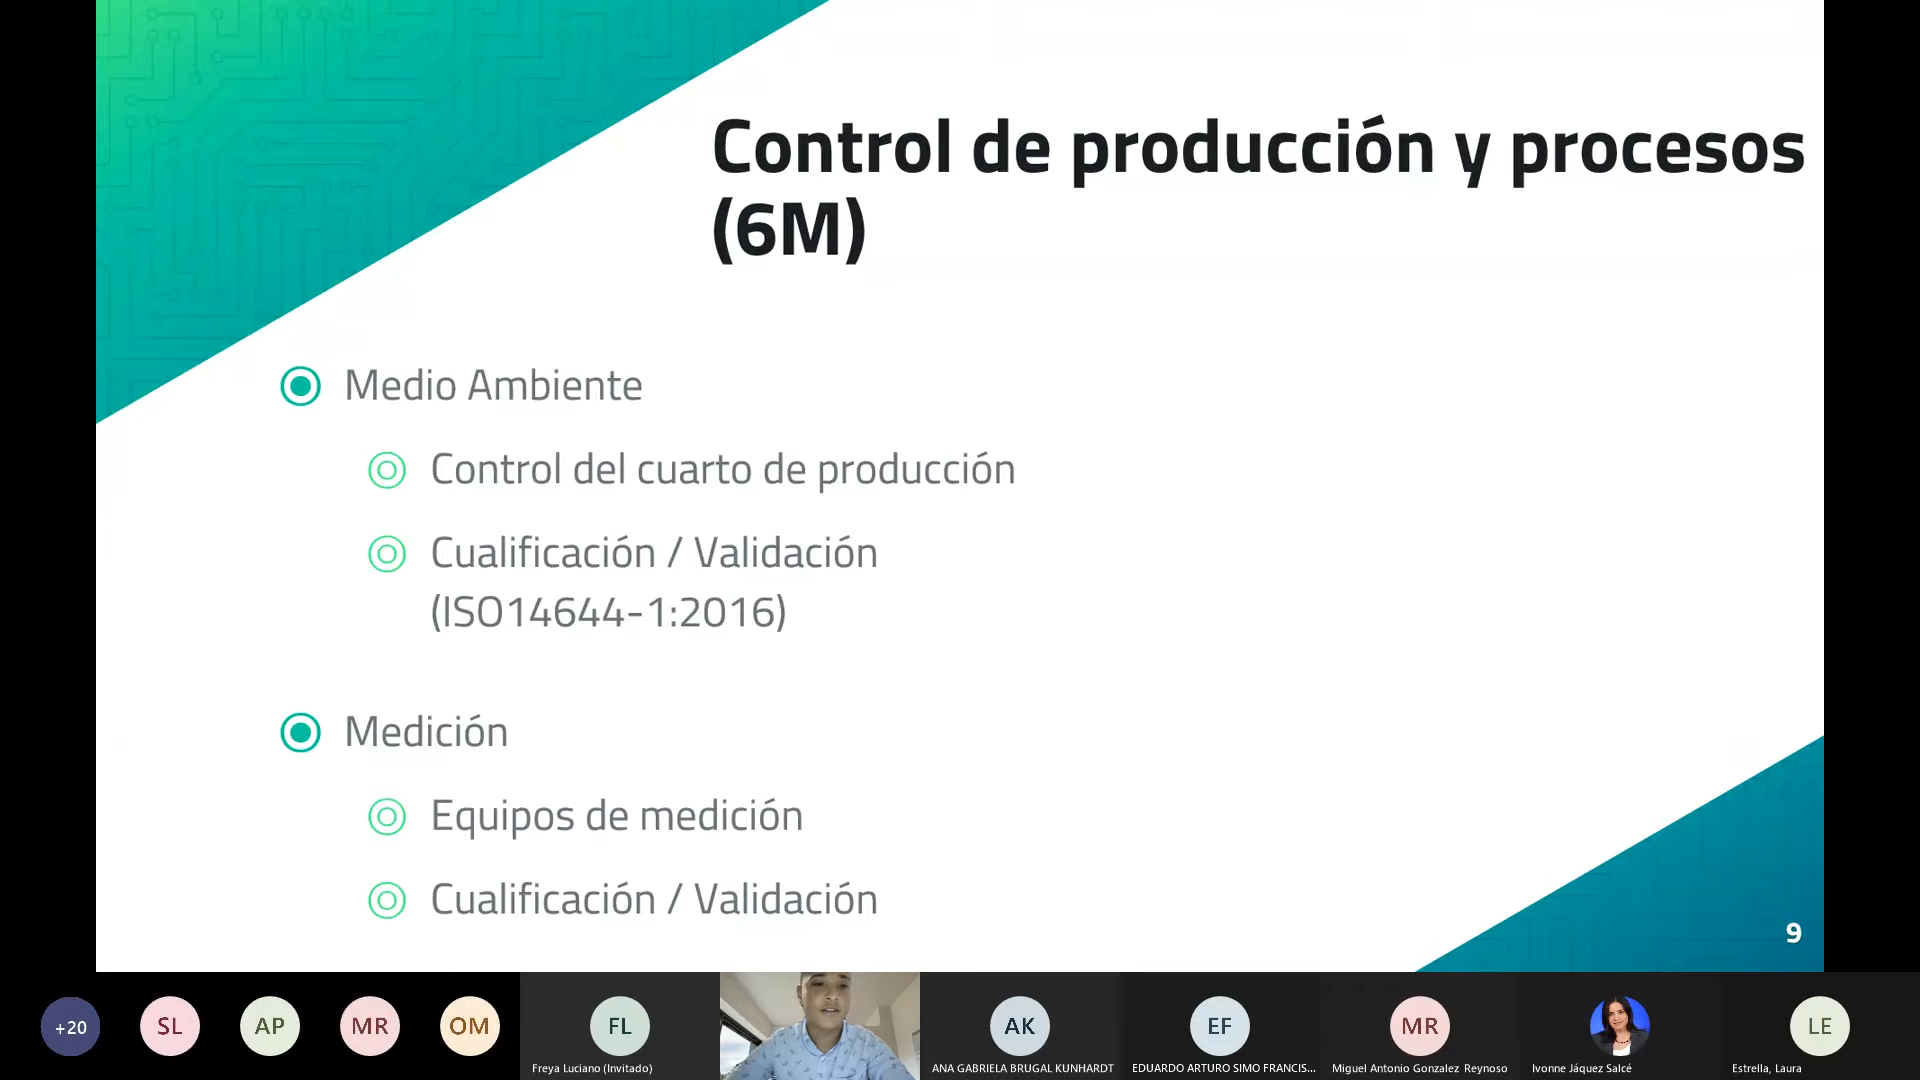 Control de producción y procesos
(6M)
Medio Ambiente
Control del cuarto de producción
Cualificación / Validación
(ISO14644-1:2016)
Medición
Equipos de medición
Cualificación / Validación
9
+20
SL
AP
MR
OM
FL
Freya Luciano (Invitado)
AK
ANA GABRIELA BRUGAL KUNHARDT
EF
EDUARDO ARTURO SIMO FRANCIS...
MR
Miguel Antonio Gonzalez Reynoso
Ivonne Jáquez Salcé
LE
Estrella, Laura